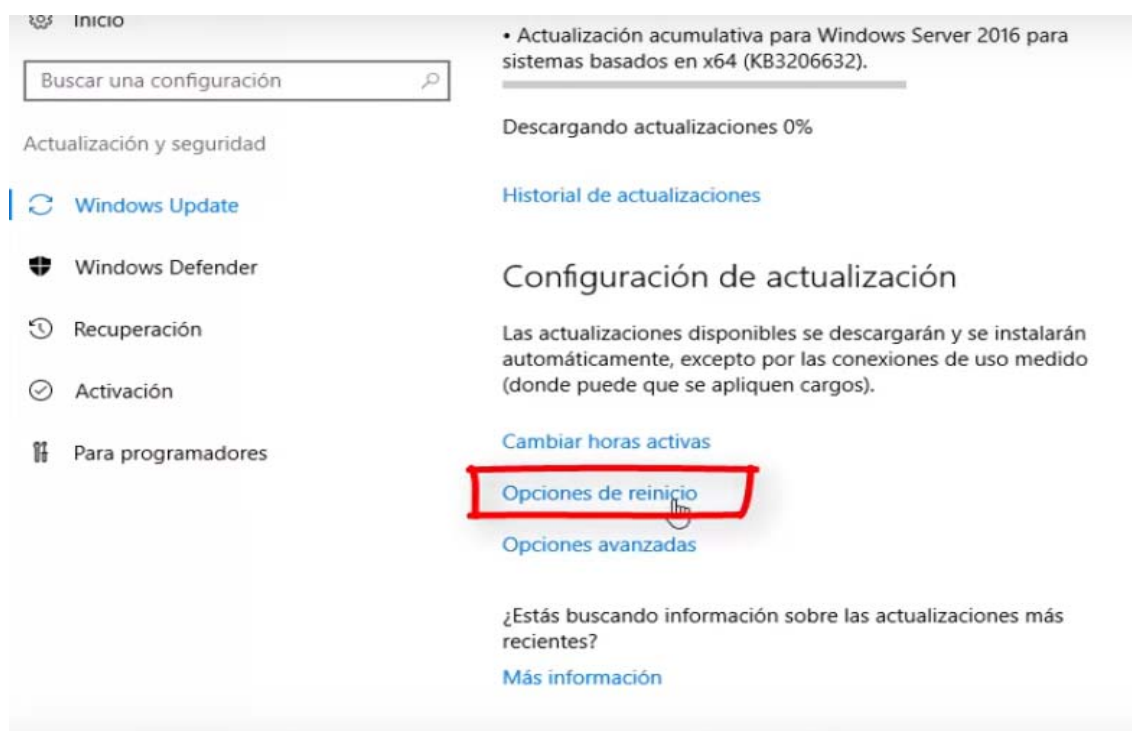 Inicio
Buscar una configuración
Actualización y seguridad
Windows Update
Windows Defender
Recuperación
Activación
Para programadores
• Actualización acumulativa para Windows Server 2016 para
sistemas basados en x64 (KB3206632).
Descargando actualizaciones 0%
Historial de actualizaciones
Configuración de actualización
Las actualizaciones disponibles se descargarán y se instalarán
automáticamente, excepto por las conexiones de uso medido
(donde puede que se apliquen cargos).
Cambiar horas activas
Opciones de reinicio
Opciones avanzadas
¿Estás buscando información sobre las actualizaciones más
recientes?
Más información